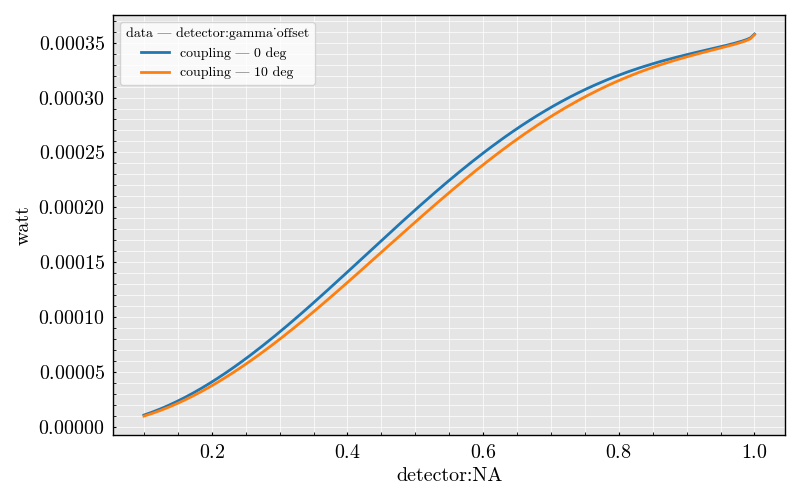 data — detector:gamma˙offset
coupling — 0 deg
coupling — 10 deg
0.00035
0.00030
0.00025
0.00020
0.00015
0.00010
0.00005
0.00000
watt
0.2 0.4 0.6 0.8 1.0
detector:NA